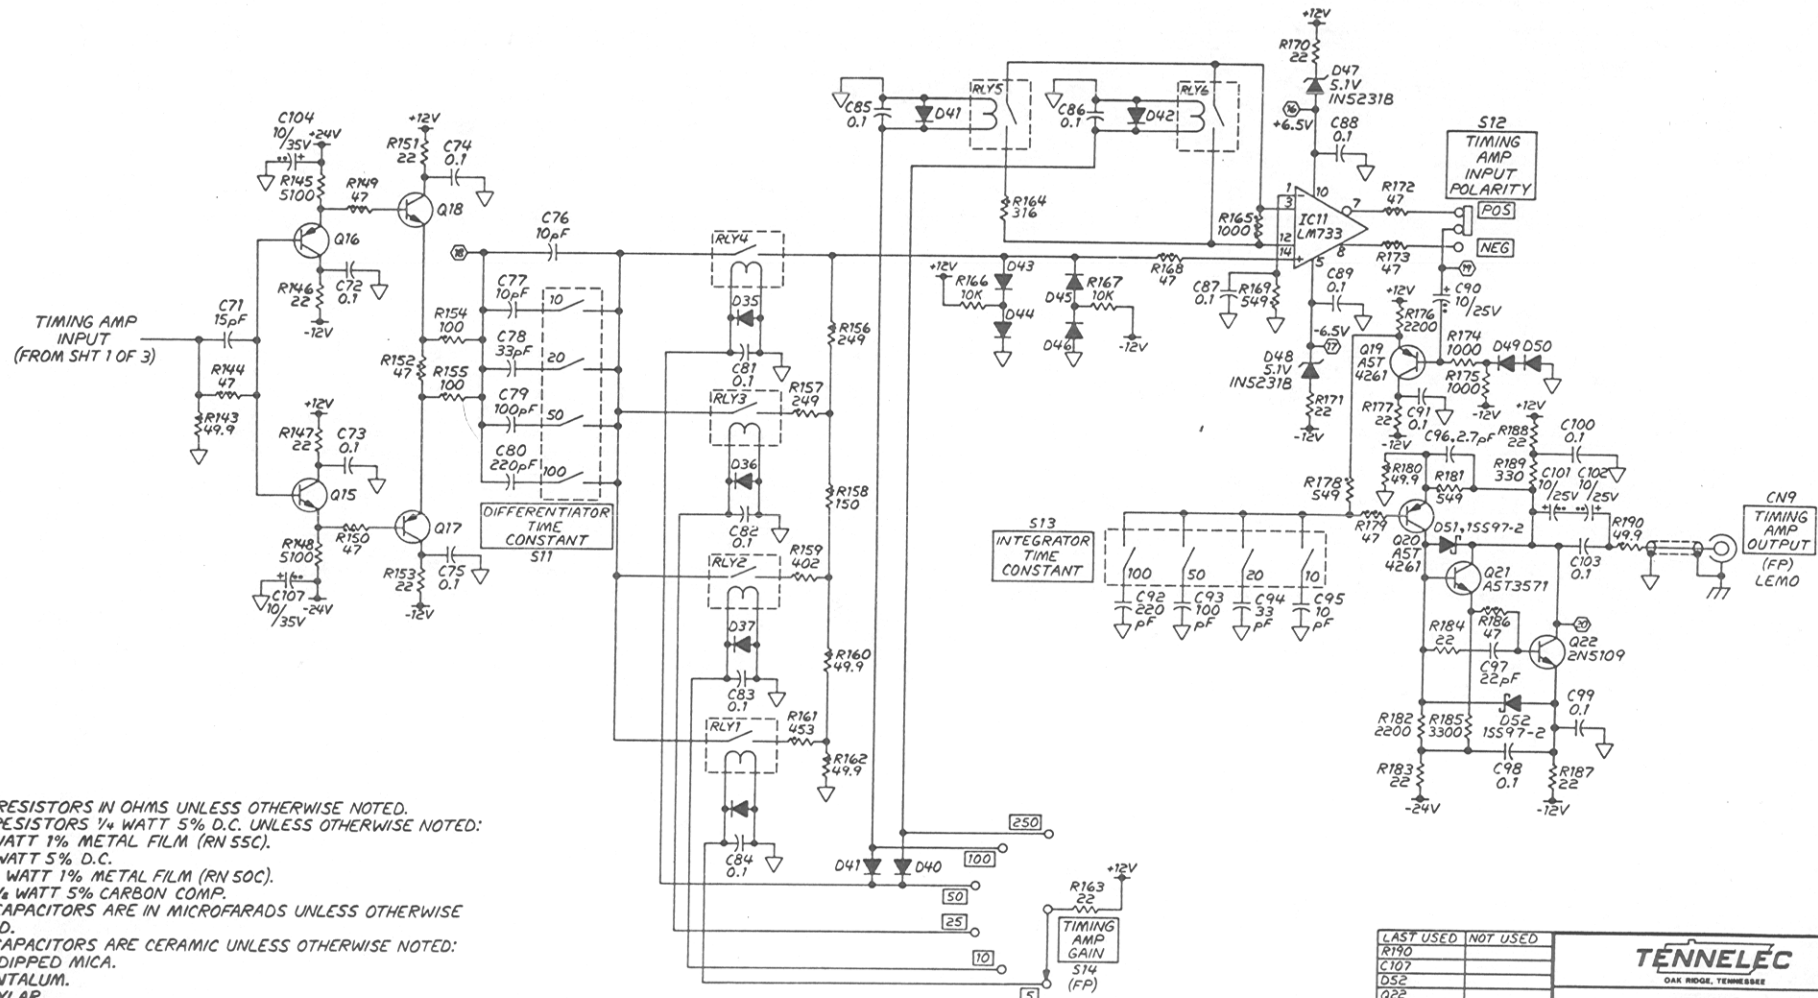 +12V
R170
22
D47
5.1V
IN5231B
16
+6.5V
C88
0.1
RLY5
C85
0.1
D41
RLY6
C86
0.1
D42
S12
TIMING
AMP
INPUT
POLARITY
POS
NEG
C104
10/
35V
+24V
+12V
R151
22
C74
0.1
R145
5100
R149
47
Q18
Q16
R146
22
C72
0.1
-12V
C71
15pF
TIMING AMP
INPUT
(FROM SHT 1 OF 3)
R144
47
R143
49.9
+12V
R147
22
C73
0.1
Q15
R148
5100
R150
47
Q17
C107
10/
35V
-24V
R153
22
C75
0.1
-12V
R154
100
R152
47
R155
100
18
C76
10pF
C77
10pF
C78
33pF
C79
100pF
C80
220pF
10
20
50
100
DIFFERENTIATOR
TIME
CONSTANT
S11
RLY4
D35
C81
0.1
RLY3
D36
C82
0.1
RLY2
D37
C83
0.1
RLY1
C84
0.1
R156
249
R157
249
R158
150
R159
402
R160
49.9
R161
453
R162
49.9
R164
316
R165
1000
1
3
12
14
10
7
8
5
IC11
LM733
R172
47
R173
47
+12V
R166
10K
D43
D44
D45
D46
R167
10K
-12V
R168
47
C87
0.1
R169
549
C89
0.1
-6.5V
17
D48
5.1V
IN5231B
R171
22
-12V
19
C90
10/25V
+12V
R176
2200
R174
1000
D49
D50
Q19
AST
4261
R175
1000
-12V
R177
22
C91
0.1
-12V
+12V
R188
22
C100
0.1
C96, 2.7pF
R180
49.9
R181
549
R189
330
C101
10/
25V
C102
10/
25V
R178
549
R179
47
Q20
AST
4261
D51, 1SS97-2
Q21
AST3571
C103
0.1
R190
49.9
CN9
TIMING
AMP
OUTPUT
(FP)
LEMO
S13
INTEGRATOR
TIME
CONSTANT
100
50
20
10
C92
220
pF
C93
100
pF
C94
33
pF
C95
10
pF
R184
22
R186
47
C97
22pF
20
Q22
2N5109
R182
2200
R185
3300
D52
1SS97-2
C99
0.1
R183
22
C98
0.1
R187
22
-24V
-12V
250
100
D41
D40
50
25
10
5
R163
22
+12V
TIMING
AMP
GAIN
S14
(FP)
RESISTORS IN OHMS UNLESS OTHERWISE NOTED.
RESISTORS 1/4 WATT 5% D.C. UNLESS OTHERWISE NOTED:
WATT 1% METAL FILM (RN 55C).
WATT 5% D.C.
WATT 1% METAL FILM (RN 50C).
WATT 5% CARBON COMP.
CAPACITORS ARE IN MICROFARADS UNLESS OTHERWISE
D.
CAPACITORS ARE CERAMIC UNLESS OTHERWISE NOTED:
DIPPED MICA.
NTALUM.
YLAR
LAST USED NOT USED
R190
C107
D52
Q22
TENNELEC
OAK RIDGE, TENNESSEE